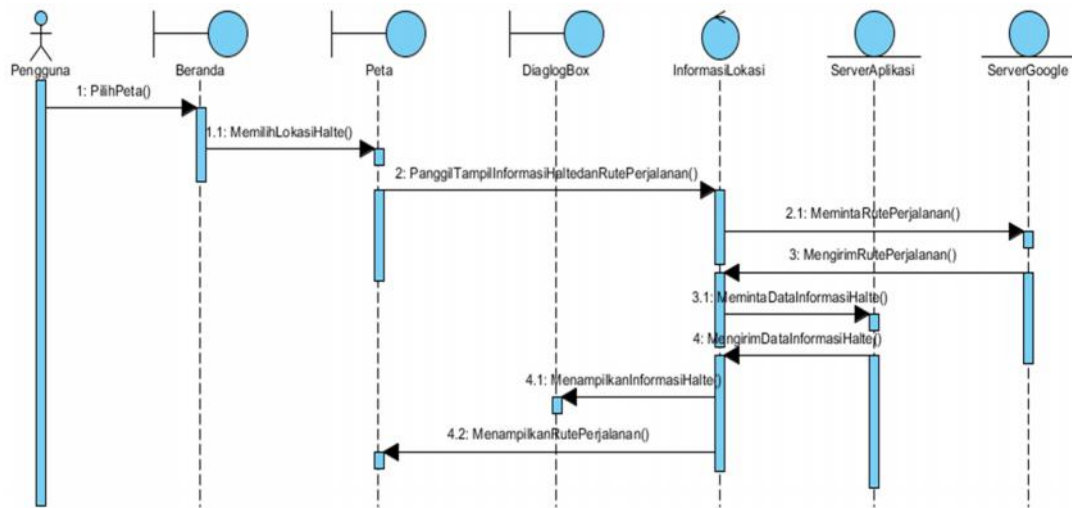 Pengguna
Beranda
Peta
DiaglogBox
InformasiLokasi
ServerAplikasi
ServerGoogle
1: PilihPeta()
1.1: MemilihLokasiHalte()
2: PanggilTampilInformasiHaltedanRutePerjalanan()
2.1: MemintaRutePerjalanan()
3: MengirimRutePerjalanan()
3.1: MemintaDataInformasiHalte()
4: MengirimDataInformasiHalte()
4.1: MenampilkanInformasiHalte()
4.2: MenampilkanRutePerjalanan()